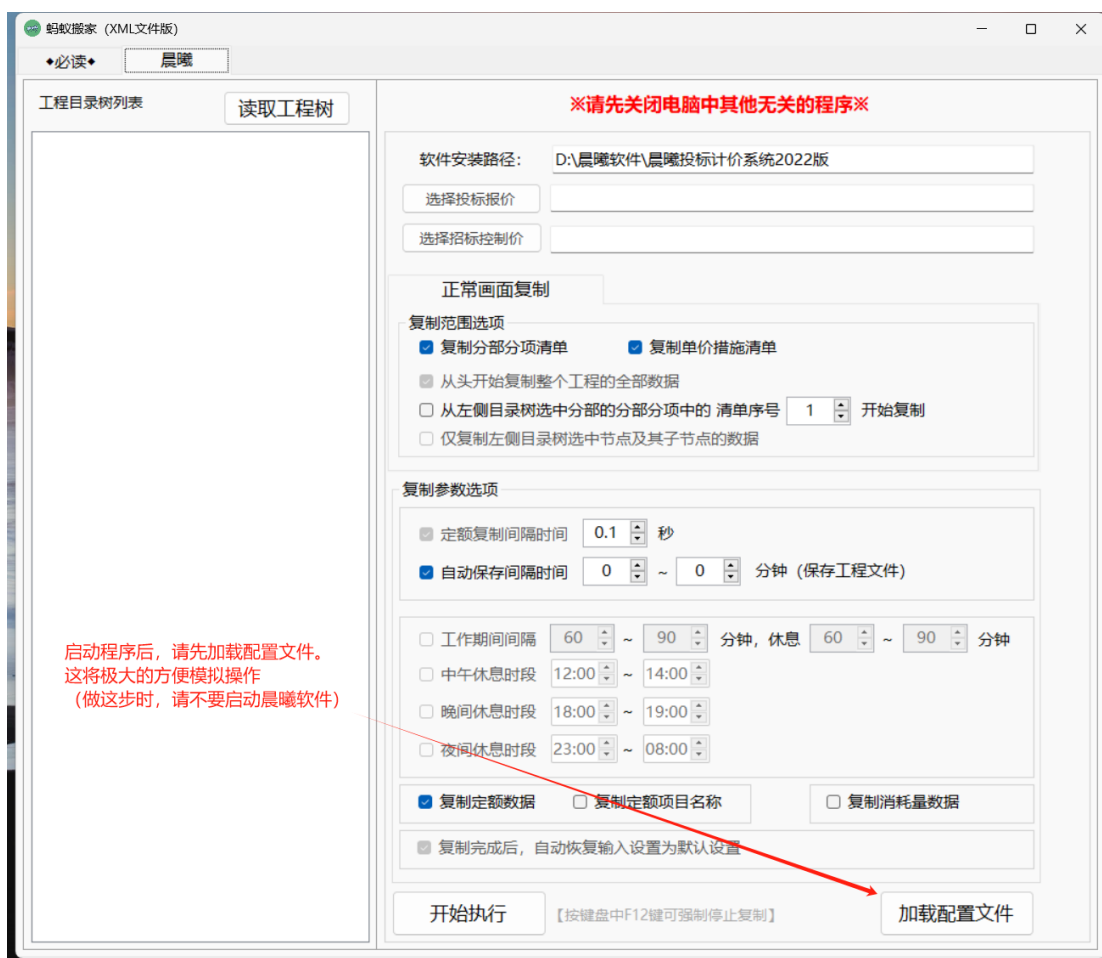 蚂蚁搬家 (XML文件版)
◆必读◆ 晨曦
工程目录树列表 读取工程树
※请先关闭电脑中其他无关的程序※
软件安装路径： D:\晨曦软件\晨曦投标计价系统2022版
选择投标报价
选择招标控制价
正常画面复制
复制范围选项
复制分部分项清单 复制单价措施清单
从头开始复制整个工程的全部数据
从左侧目录树选中分部的分部分项中的 清单序号 1 开始复制
仅复制左侧目录树选中节点及其子节点的数据
复制参数选项
定额复制间隔时间 0.1 秒
自动保存间隔时间 0 ~ 0 分钟 (保存工程文件)
工作期间间隔 60 ~ 90 分钟，休息 60 ~ 90 分钟
中午休息时段 12:00 ~ 14:00
晚间休息时段 18:00 ~ 19:00
夜间休息时段 23:00 ~ 08:00
启动程序后，请先加载配置文件。
这将极大的方便模拟操作
（做这步时，请不要启动晨曦软件）
复制定额数据 复制定额项目名称 复制消耗量数据
复制完成后，自动恢复输入设置为默认设置
开始执行 【按键盘中F12键可强制停止复制】 加载配置文件